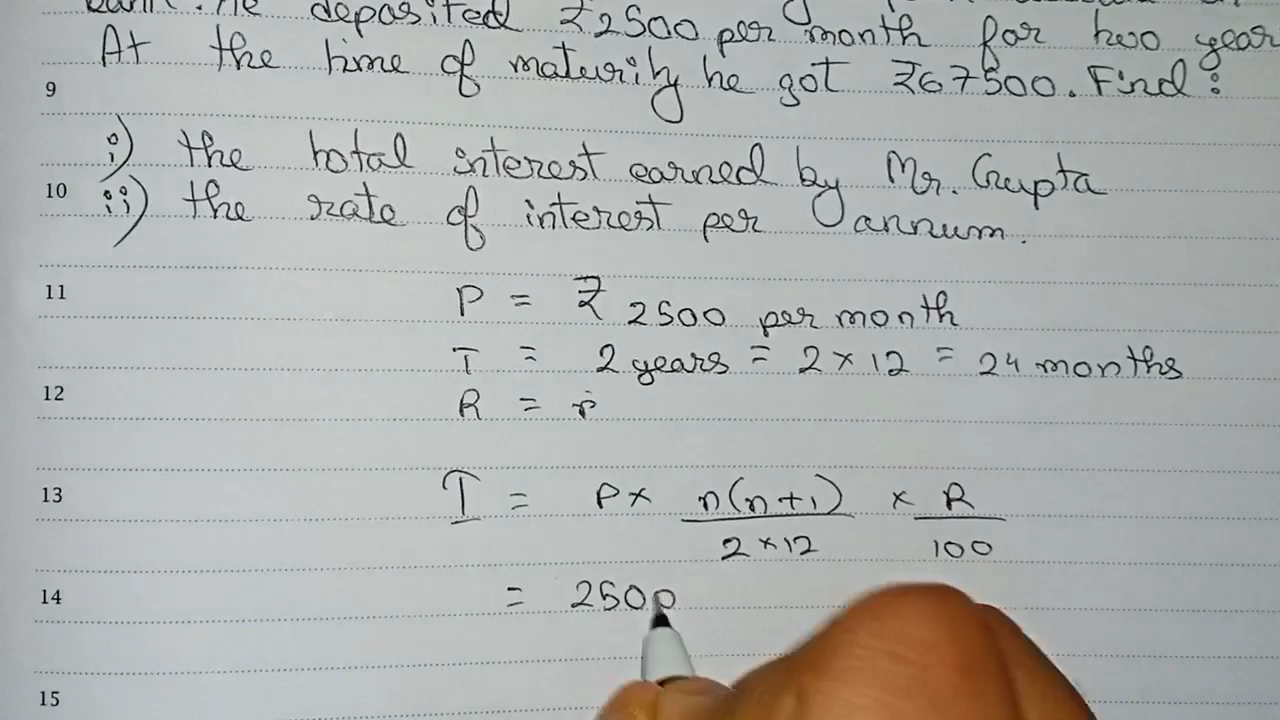 deposited ₹2500 per month for two year
At the time of maturity he got ₹67500. Find:
9
i) the total interest earned by Mr. Gupta
10
ii) the rate of interest per annum.
11
P = ₹ 2500 per month
T = 2 years = 2 × 12 = 24 months
12
R = r
13
I = P × n(n+1) / 2×12 × R / 100
14
= 2500
15